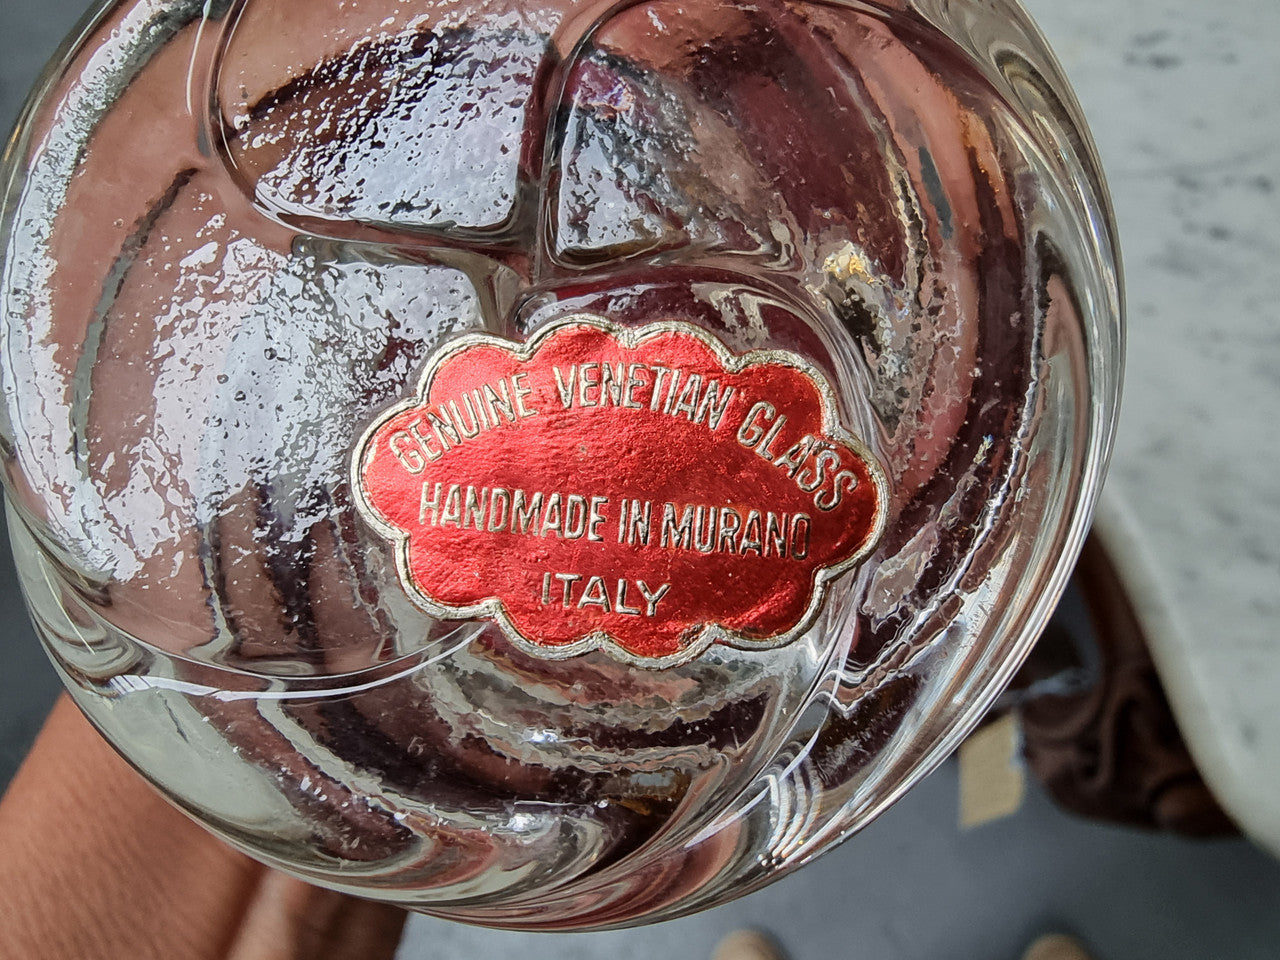 GENUINE VENETIAN GLASS
HANDMADE IN MURANO
ITALY